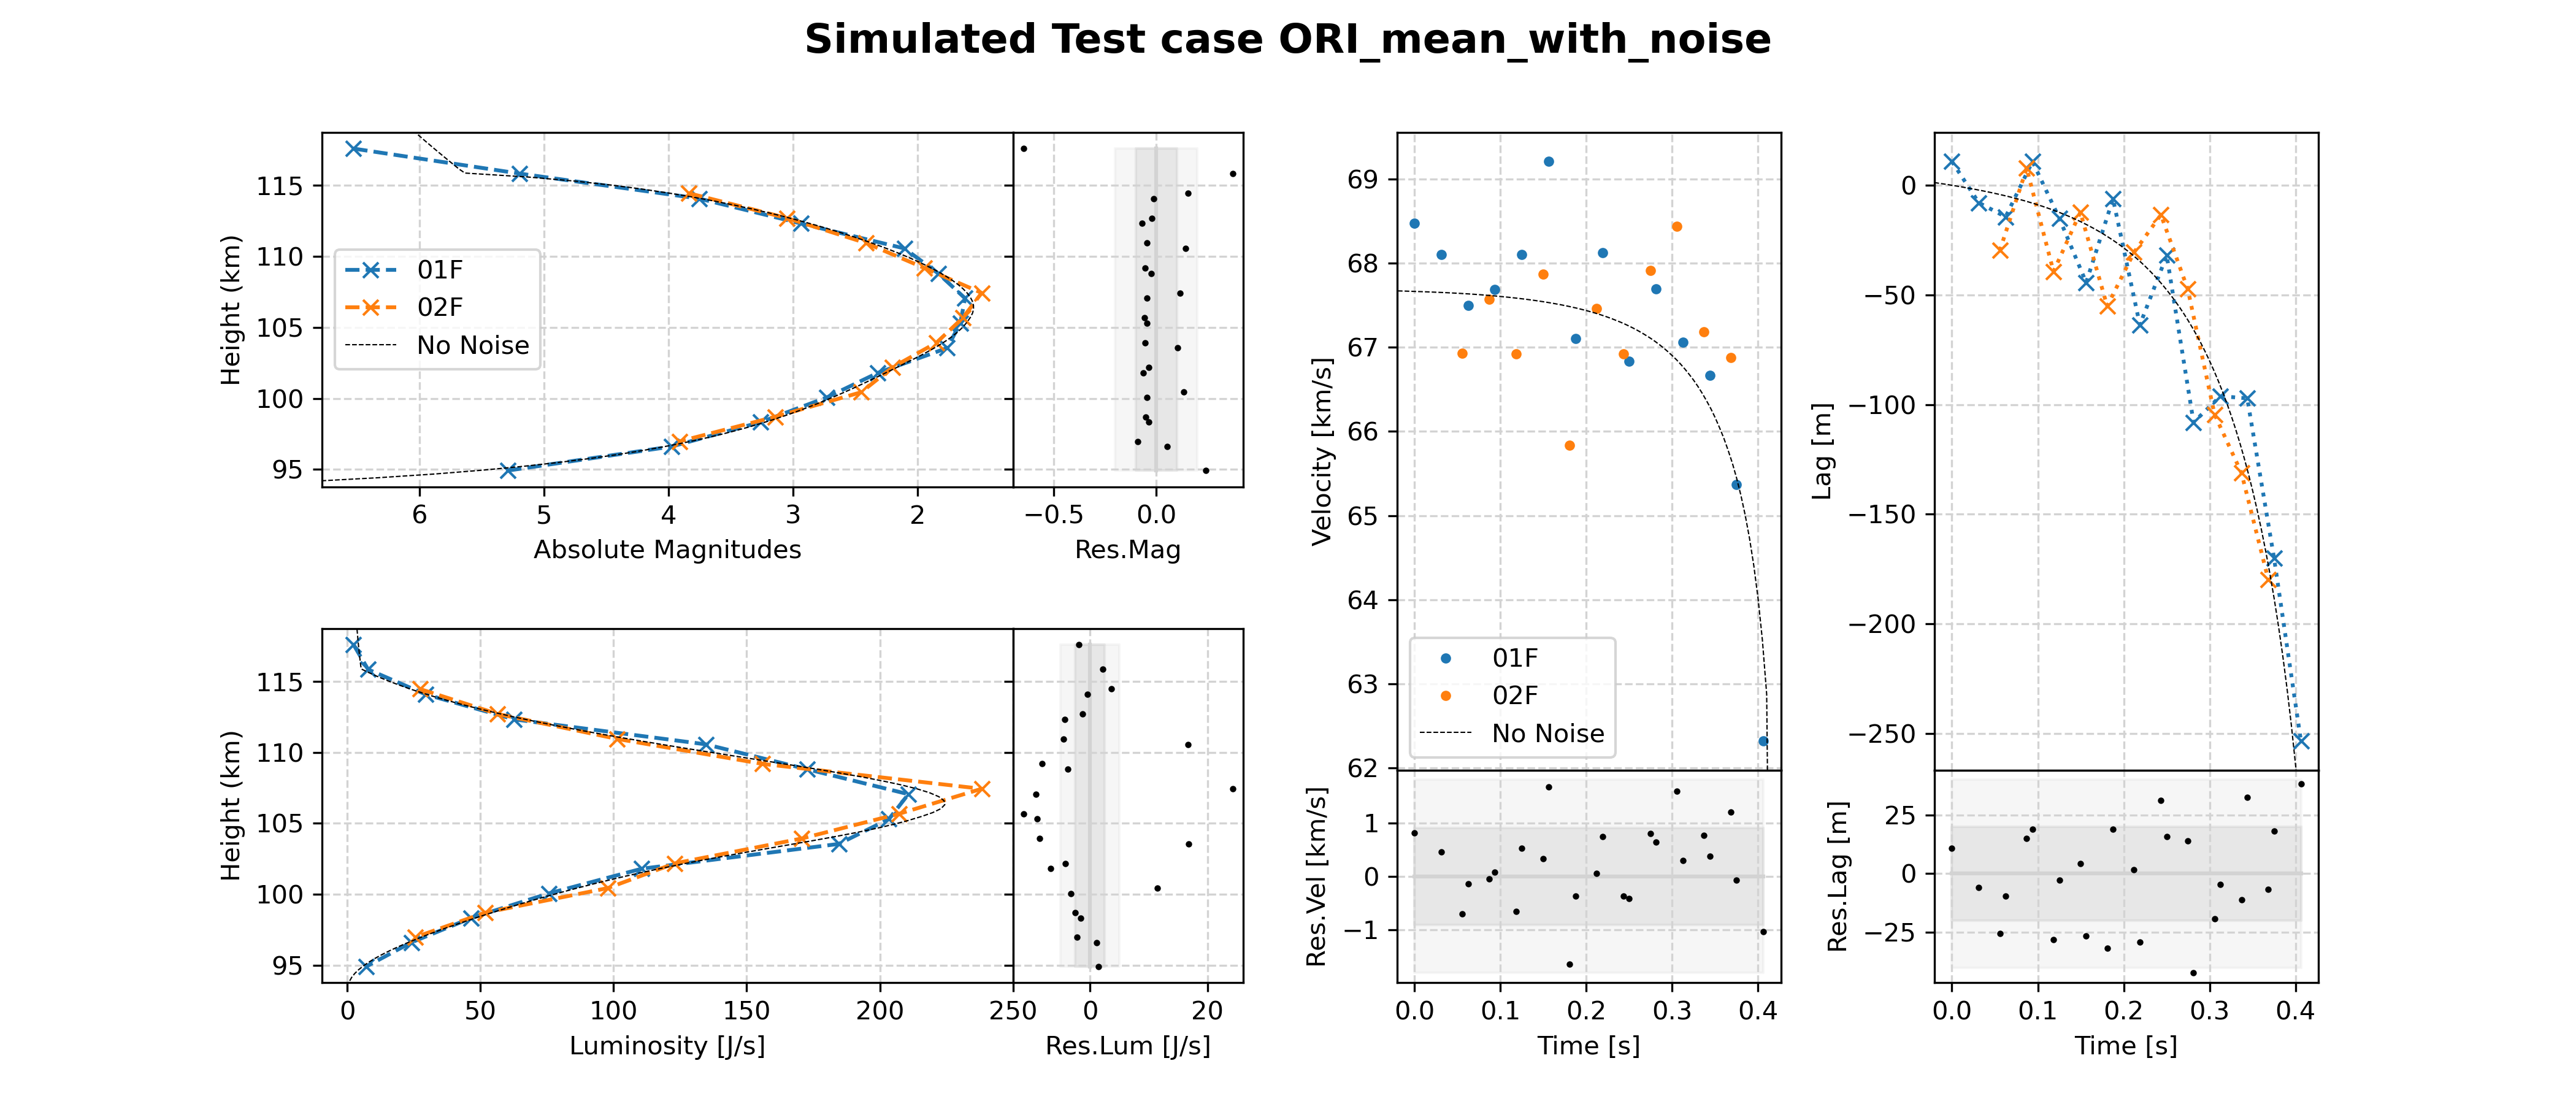 Simulated Test case ORI_mean_with_noise
Height (km)
115
110
105
100
95
01F
02F
No Noise
6 5 4 3 2
Absolute Magnitudes
−0.5 0.0
Res.Mag
Height (km)
115
110
105
100
95
0 50 100 150 200 250
Luminosity [J/s]
0 20
Res.Lum [J/s]
Velocity [km/s]
69
68
67
66
65
64
63
62
01F
02F
No Noise
Res.Vel [km/s]
1
0
−1
0.0 0.1 0.2 0.3 0.4
Time [s]
Lag [m]
0
−50
−100
−150
−200
−250
Res.Lag [m]
25
0
−25
0.0 0.1 0.2 0.3 0.4
Time [s]